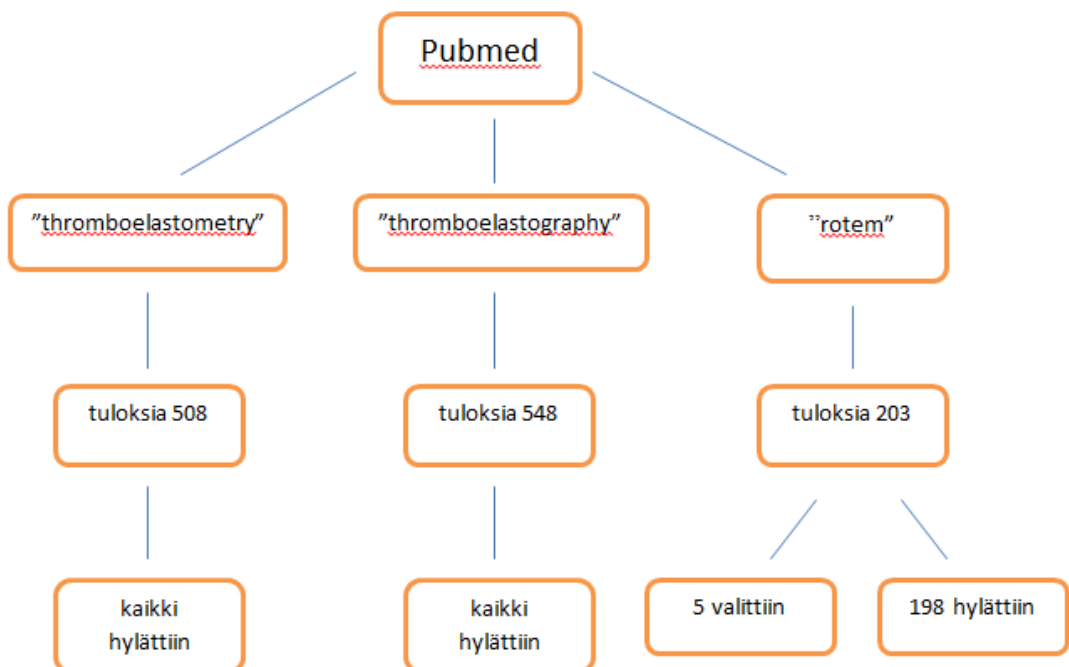 Pubmed
”thromboelastometry”
”thromboelastography”
”rotem”
tuloksia 508
tuloksia 548
tuloksia 203
kaikki
hylättiin
kaikki
hylättiin
5 valittiin
198 hylättiin